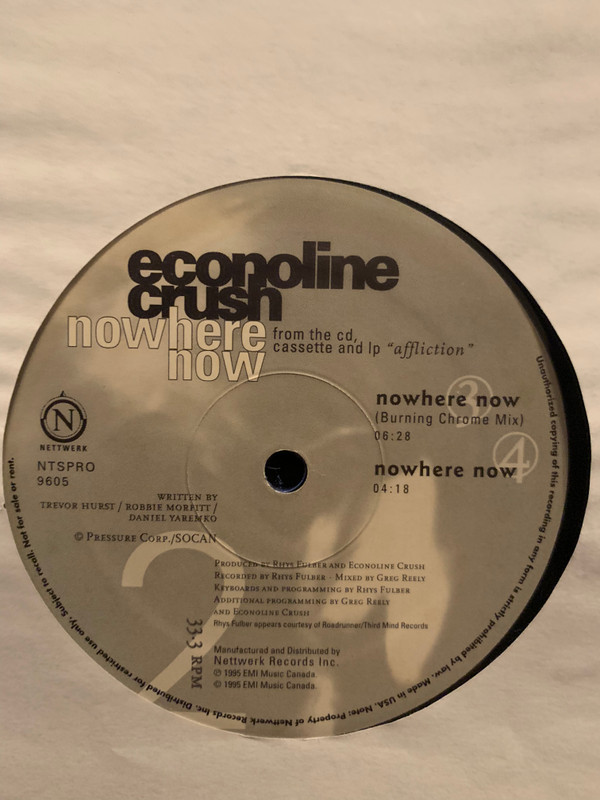 econoline
crush
nowhere
now
from the cd,
cassette and lp "affliction"
N
NETTWERK
NTSPRO
9605
WRITTEN BY
TREVOR HURST / ROBBIE MORFITT /
DANIEL YAREMKO
© PRESSURE CORP./SOCAN
3
nowhere now
(Burning Chrome Mix)
06:28
4
nowhere now
04:18
2
33.3 RPM
PRODUCED BY RHYS FULBER AND ECONOLINE CRUSH
RECORDED BY RHYS FULBER - MIXED BY GREG REELY
KEYBOARDS AND PROGRAMMING BY RHYS FULBER
ADDITIONAL PROGRAMMING BY GREG REELY
AND ECONOLINE CRUSH
Rhys Fulber appears courtesy of Roadrunner/Third Mind Records
Manufactured and Distributed by
Nettwerk Records Inc.
℗ 1995 EMI Music Canada.
© 1995 EMI Music Canada.
Unauthorized copying of this recording in any form is strictly prohibited by law. Made in USA. Note: Property of Nettwerk Records Inc. Distributed for restricted use only. Subject to recall. Not for sale or rent.